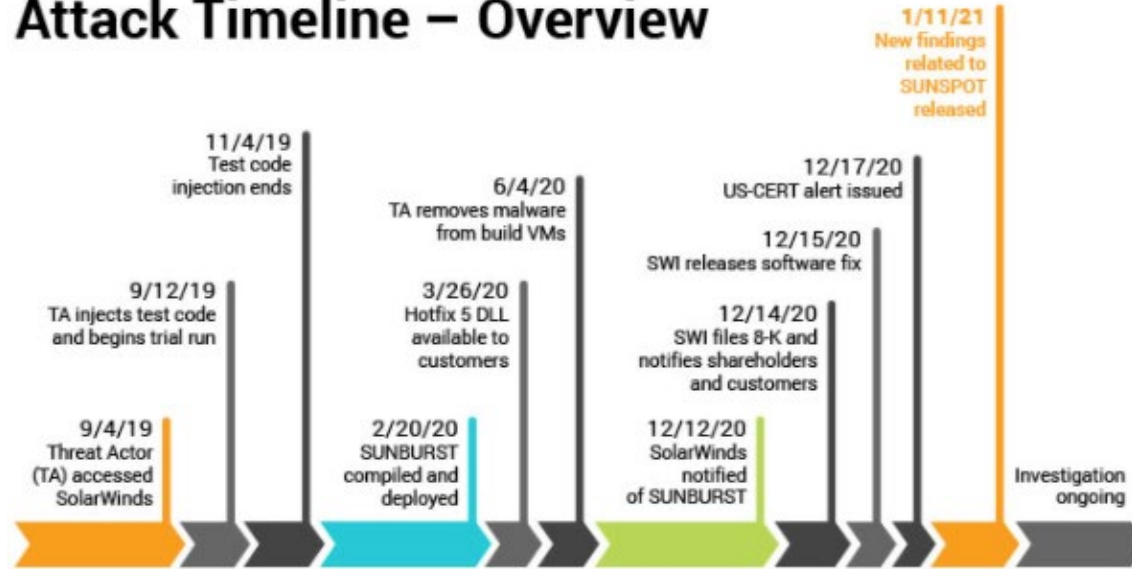 Attack Timeline – Overview
9/4/19
Threat Actor
(TA) accessed
SolarWinds
9/12/19
TA injects test code
and begins trial run
11/4/19
Test code
injection ends
2/20/20
SUNBURST
compiled and
deployed
3/26/20
Hotfix 5 DLL
available to
customers
6/4/20
TA removes malware
from build VMs
12/12/20
SolarWinds
notified
of SUNBURST
12/14/20
SWI files 8-K and
notifies shareholders
and customers
12/15/20
SWI releases software fix
12/17/20
US-CERT alert issued
1/11/21
New findings
related to
SUNSPOT
released
Investigation
ongoing